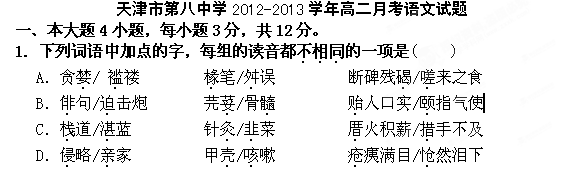 天津市第八中学 2012-2013 学年高二月考语文试题
一、本大题 4 小题，每小题 3 分，共 12 分。
1. 下列词语中加点的字，每组的读音都不相同的一项是(    )
A. 贪婪/ 褴褛 椽笔/舛误 断碑残碣/嗟来之食
B. 俳句/迫击炮 芫荽/骨髓 贻人口实/颐指气使
C. 栈道/湛蓝 针灸/韭菜 厝火积薪/措手不及
D. 侵略/亲家 甲壳/咳嗽 疮痍满目/怆然泪下